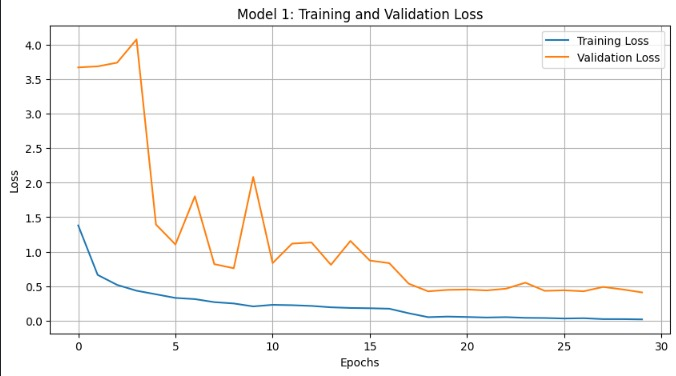 Model 1: Training and Validation Loss
Training Loss
Validation Loss
4.0
3.5
3.0
2.5
2.0
1.5
1.0
0.5
0.0
Loss
0 5 10 15 20 25 30
Epochs